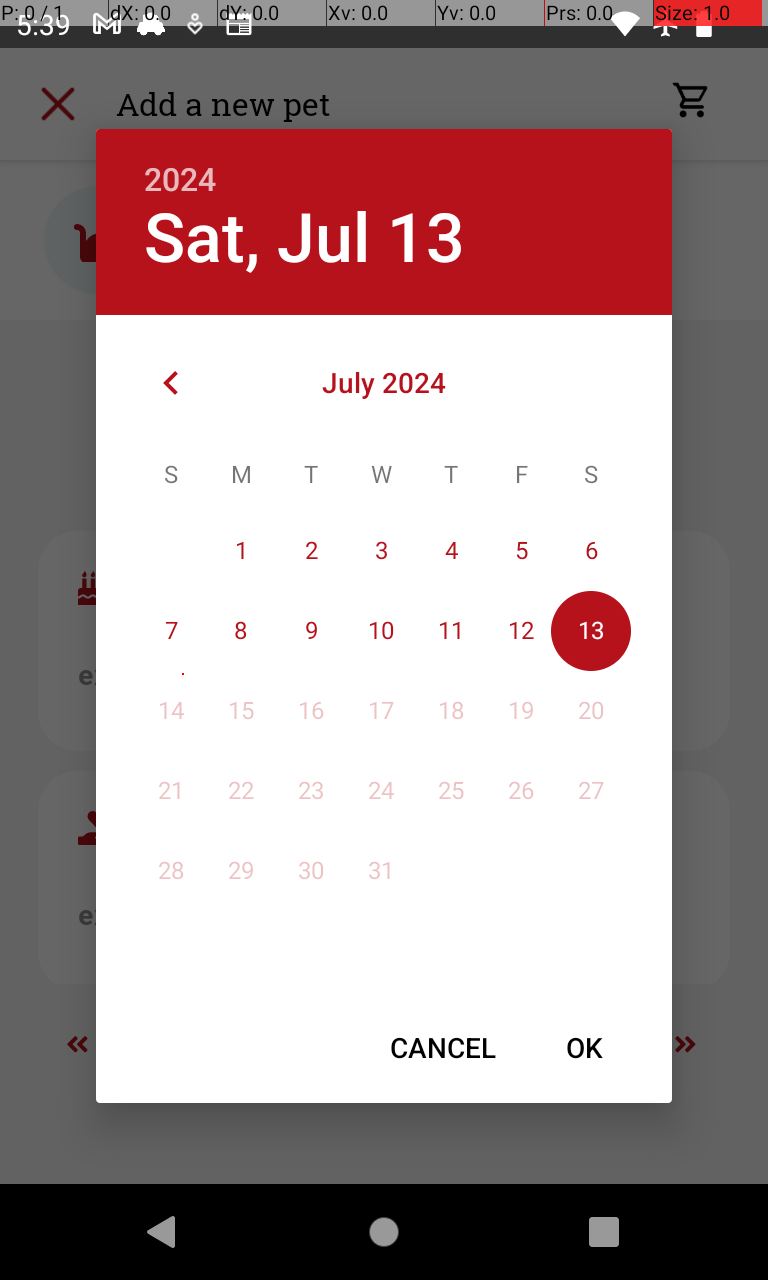 P: 0 / 1 dX: 0.0 dY: 0.0 Xv: 0.0 Yv: 0.0 Prs: 0.0 Size: 1.0
5:39
Add a new pet
2024
Sat, Jul 13
July 2024
S M T W T F S
1 2 3 4 5 6
7 8 9 10 11 12 13
14 15 16 17 18 19 20
21 22 23 24 25 26 27
28 29 30 31
CANCEL OK